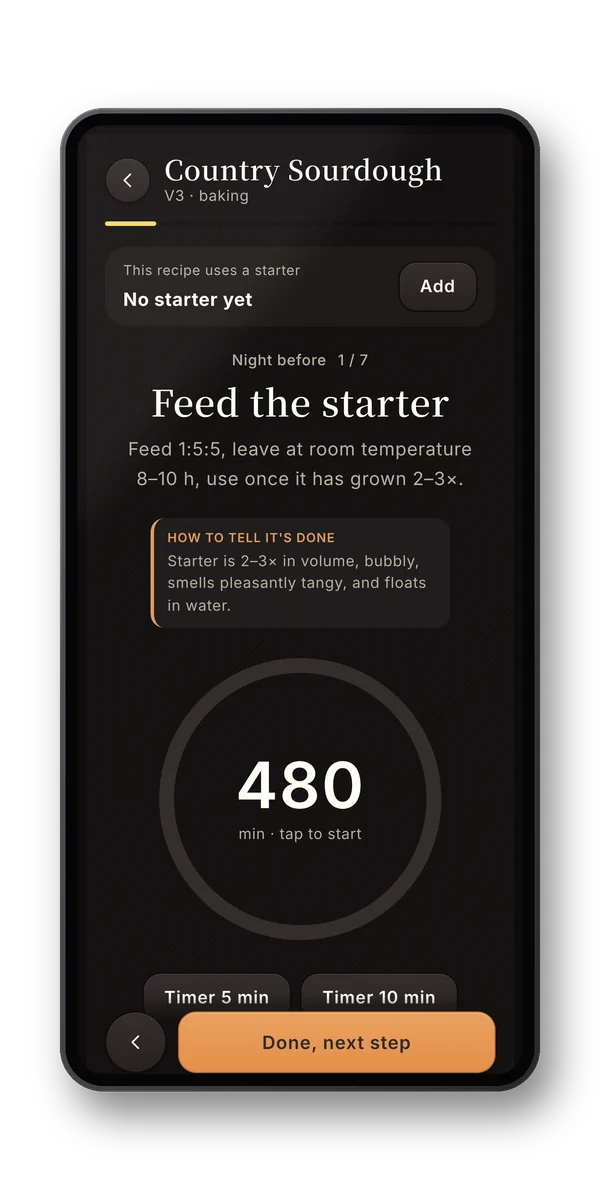 Country Sourdough
V3 · baking
This recipe uses a starter
No starter yet
Add
Night before 1 / 7
Feed the starter
Feed 1:5:5, leave at room temperature
8–10 h, use once it has grown 2–3×.
HOW TO TELL IT'S DONE
Starter is 2–3× in volume, bubbly,
smells pleasantly tangy, and floats
in water.
480
min · tap to start
Timer 5 min
Timer 10 min
Done, next step